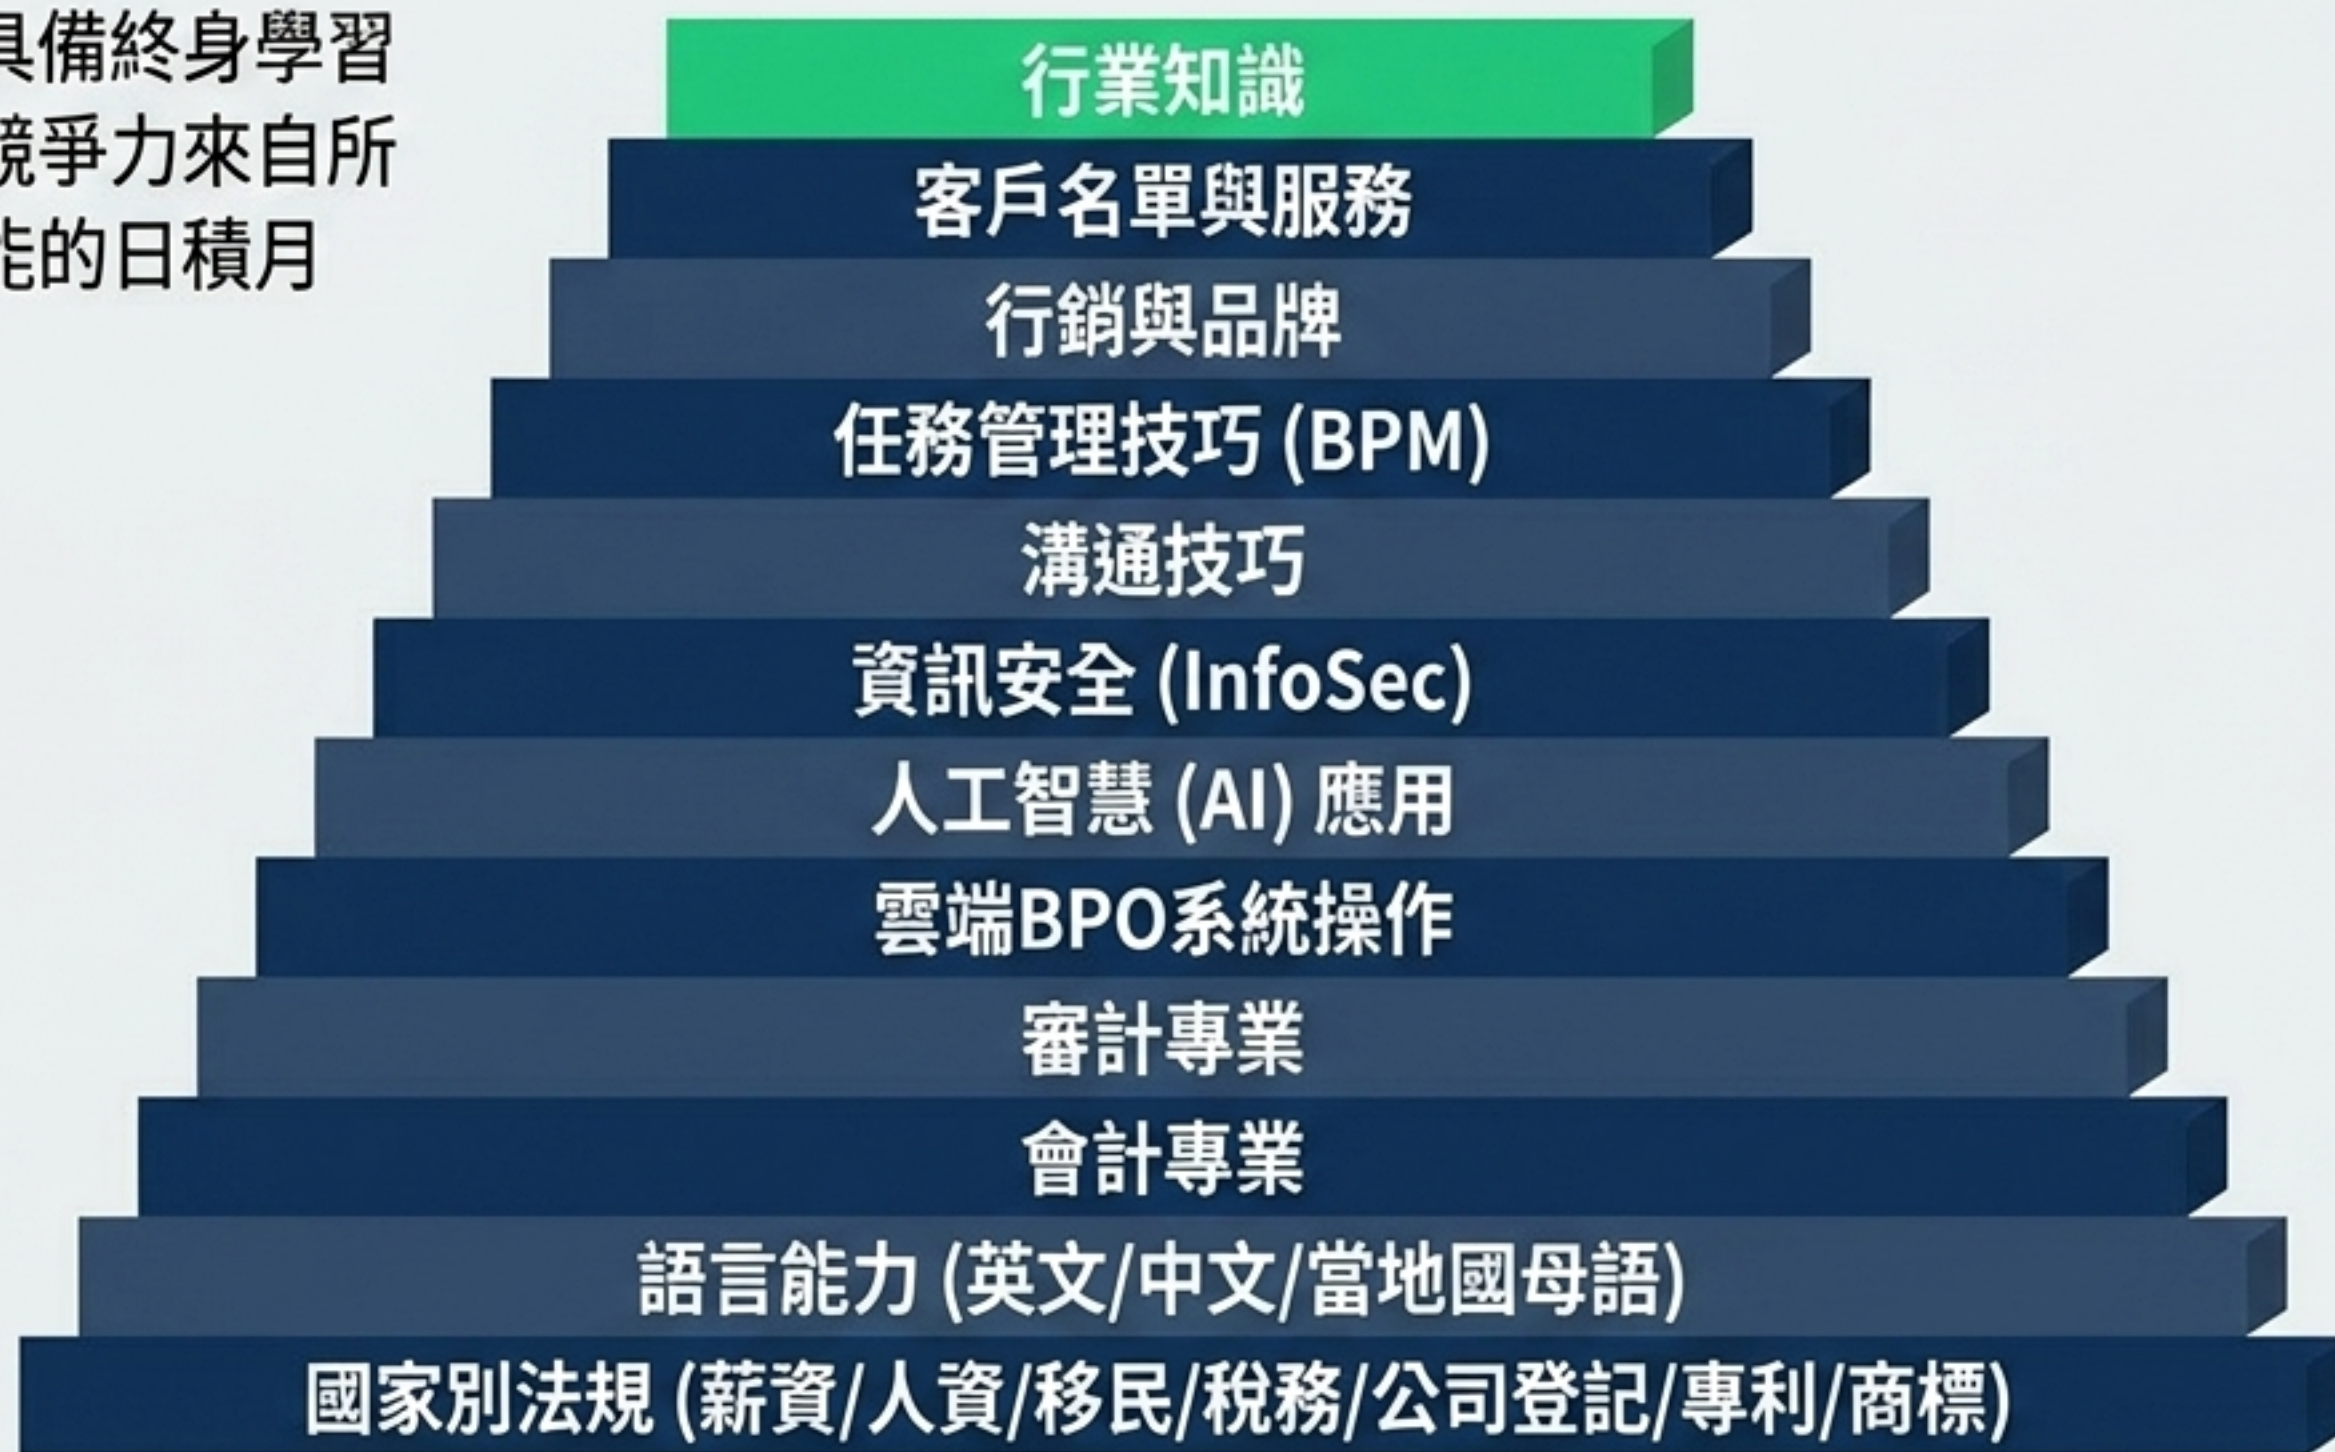 具備終身學習
競爭力來自所
能的日積月
行業知識
客戶名單與服務
行銷與品牌
任務管理技巧 (BPM)
溝通技巧
資訊安全 (InfoSec)
人工智慧 (AI) 應用
雲端BPO系統操作
審計專業
會計專業
語言能力 (英文/中文/當地國母語)
國家別法規 (薪資/人資/移民/稅務/公司登記/專利/商標)